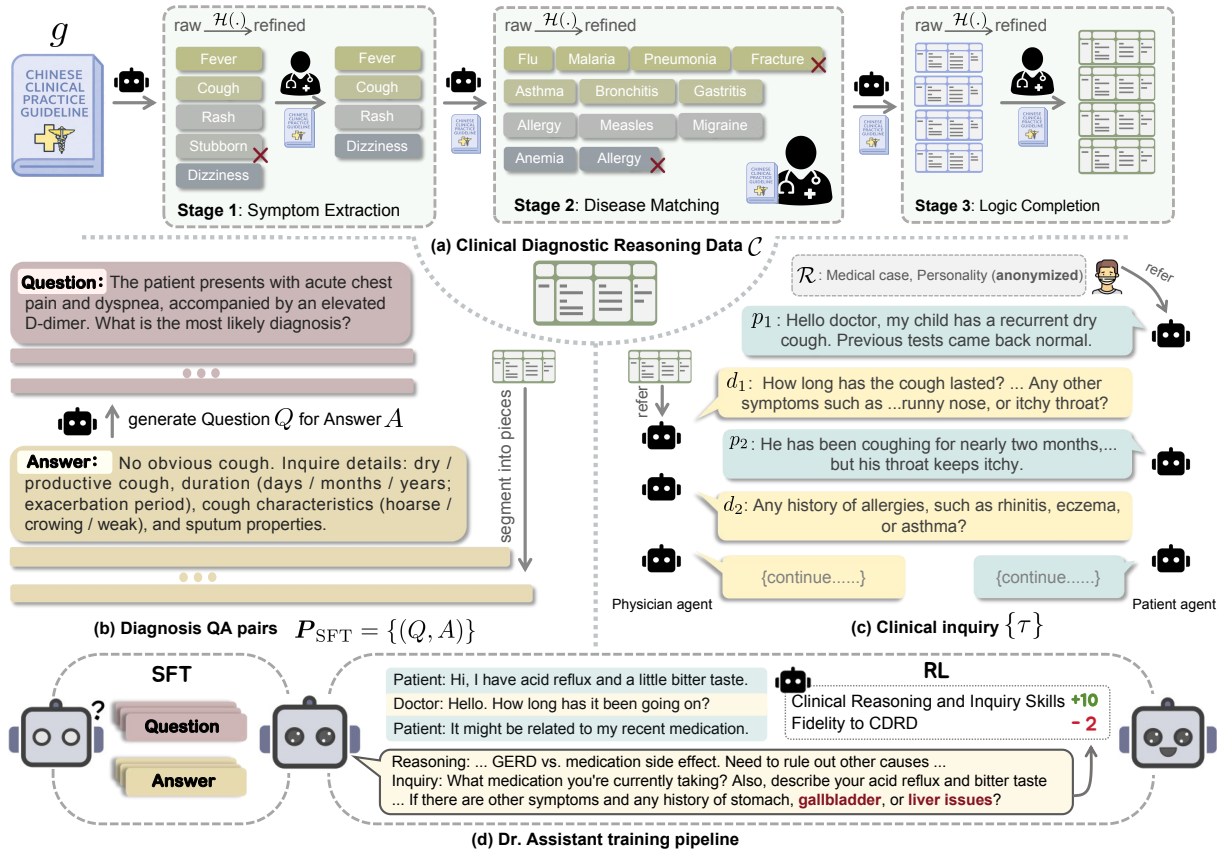 g
CHINESE
CLINICAL
PRACTICE
GUIDELINE
raw H(.) refined
Fever
Cough
Rash
Stubborn
Dizziness
Fever
Cough
Rash
Dizziness
Stage 1: Symptom Extraction
raw H(.) refined
Flu Malaria Pneumonia Fracture
Asthma Bronchitis Gastritis
Allergy Measles Migraine
Anemia Allergy
Stage 2: Disease Matching
raw H(.) refined
Stage 3: Logic Completion
(a) Clinical Diagnostic Reasoning Data C
Question: The patient presents with acute chest
pain and dyspnea, accompanied by an elevated
D-dimer. What is the most likely diagnosis?
generate Question Q for Answer A
Answer: No obvious cough. Inquire details: dry /
productive cough, duration (days / months / years;
exacerbation period), cough characteristics (hoarse /
crowing / weak), and sputum properties.
segment into pieces
(b) Diagnosis QA pairs P_SFT = {(Q, A)}
R : Medical case, Personality (anonymized)
refer
p1 : Hello doctor, my child has a recurrent dry
cough. Previous tests came back normal.
refer
d1: How long has the cough lasted? ... Any other
symptoms such as ...runny nose, or itchy throat?
p2 : He has been coughing for nearly two months,...
but his throat keeps itchy.
d2: Any history of allergies, such as rhinitis, eczema,
or asthma?
{continue......}
{continue......}
Physician agent
Patient agent
(c) Clinical inquiry {τ}
SFT
?
Question
Answer
Patient: Hi, I have acid reflux and a little bitter taste.
Doctor: Hello. How long has it been going on?
Patient: It might be related to my recent medication.
RL
Clinical Reasoning and Inquiry Skills +10
Fidelity to CDRD - 2
Reasoning: ... GERD vs. medication side effect. Need to rule out other causes ...
Inquiry: What medication you're currently taking? Also, describe your acid reflux and bitter taste
... If there are other symptoms and any history of stomach, gallbladder, or liver issues?
(d) Dr. Assistant training pipeline